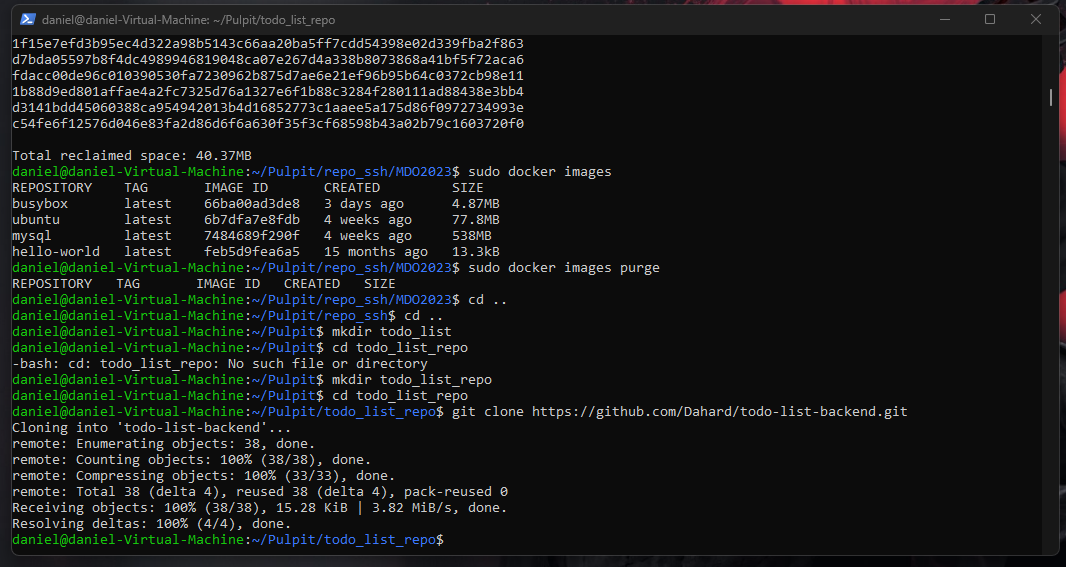 daniel@daniel-Virtual-Machine: ~/Pulpit/todo_list_repo
1f15e7efd3b95ec4d322a98b5143c66aa20ba5ff7cdd54398e02d339fba2f863
d7bda05597b8f4dc4989946819048ca07e267d4a338b8073868a41bf5f72aca6
fdacc00de96c010390530fa7230962b875d7ae6e21ef96b95b64c0372cb98e11
1b88d9ed801affae4a2fc7325d76a1327e6f1b88c3284f280111ad88438e3bb4
d3141bdd45060388ca954942013b4d16852773c1aaee5a175d86f0972734993e
c54fe6f12576d046e83fa2d86d6f6a630f35f3cf68598b43a02b79c1603720f0
Total reclaimed space: 40.37MB
daniel@daniel-Virtual-Machine:~/Pulpit/repo_ssh/MDO2023$ sudo docker images
REPOSITORY    TAG       IMAGE ID       CREATED         SIZE
busybox       latest    66ba00ad3de8   3 days ago      4.87MB
ubuntu        latest    6b7dfa7e8fdb   4 weeks ago     77.8MB
mysql         latest    7484689f290f   4 weeks ago     538MB
hello-world   latest    feb5d9fea6a5   15 months ago   13.3kB
daniel@daniel-Virtual-Machine:~/Pulpit/repo_ssh/MDO2023$ sudo docker images purge
REPOSITORY   TAG       IMAGE ID   CREATED   SIZE
daniel@daniel-Virtual-Machine:~/Pulpit/repo_ssh/MDO2023$ cd ..
daniel@daniel-Virtual-Machine:~/Pulpit/repo_ssh$ cd ..
daniel@daniel-Virtual-Machine:~/Pulpit$ mkdir todo_list
daniel@daniel-Virtual-Machine:~/Pulpit$ cd todo_list_repo
-bash: cd: todo_list_repo: No such file or directory
daniel@daniel-Virtual-Machine:~/Pulpit$ mkdir todo_list_repo
daniel@daniel-Virtual-Machine:~/Pulpit$ cd todo_list_repo
daniel@daniel-Virtual-Machine:~/Pulpit/todo_list_repo$ git clone https://github.com/Dahard/todo-list-backend.git
Cloning into 'todo-list-backend'...
remote: Enumerating objects: 38, done.
remote: Counting objects: 100% (38/38), done.
remote: Compressing objects: 100% (33/33), done.
remote: Total 38 (delta 4), reused 38 (delta 4), pack-reused 0
Receiving objects: 100% (38/38), 15.28 KiB | 3.82 MiB/s, done.
Resolving deltas: 100% (4/4), done.
daniel@daniel-Virtual-Machine:~/Pulpit/todo_list_repo$